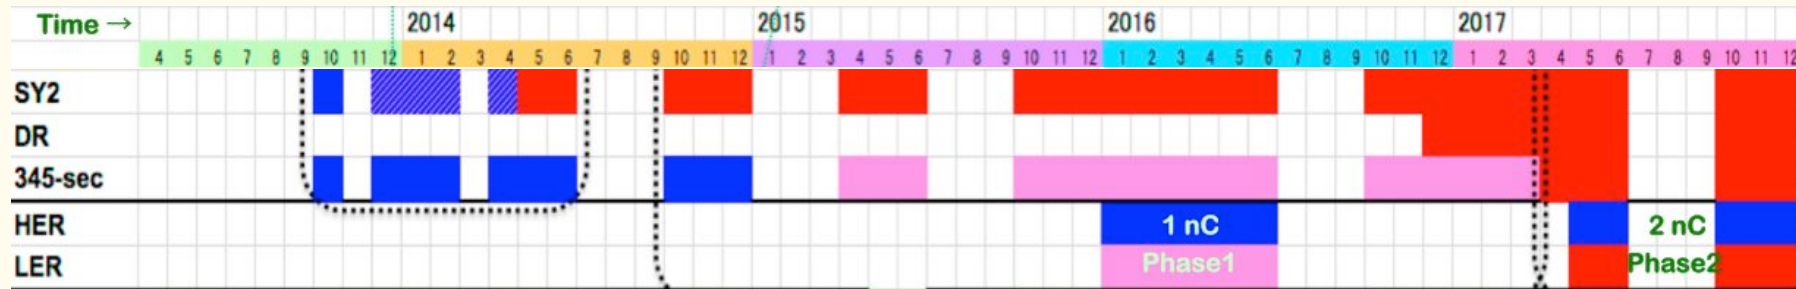 Time → 2014 2015 2016 2017
4 5 6 7 8 9 10 11 12 1 2 3 4 5 6 7 8 9 10 11 12 1 2 3 4 5 6 7 8 9 10 11 12 1 2 3 4 5 6 7 8 9 10 11 12 1 2 3 4 5 6 7 8 9 10 11 12
SY2
DR
345-sec
HER 1 nC 2 nC
LER Phase1 Phase2